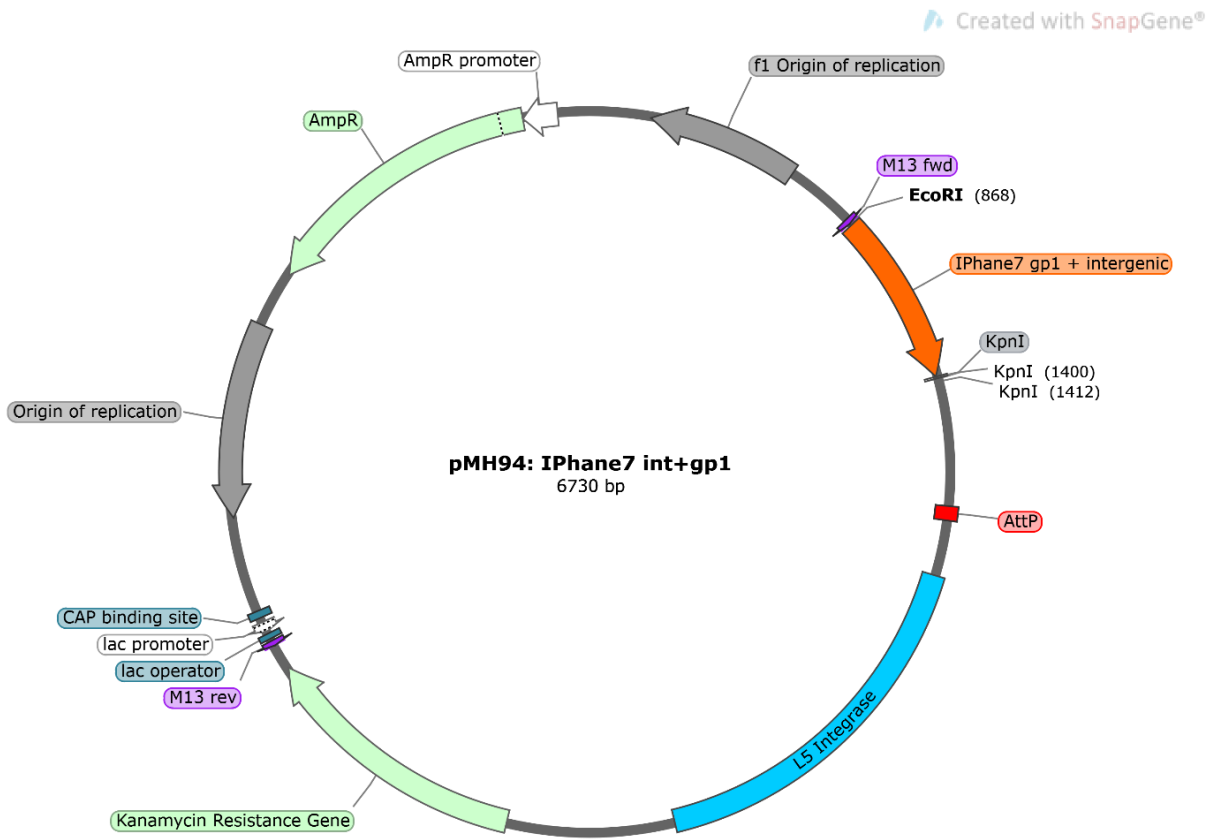 Created with SnapGene®
AmpR promoter
f1 Origin of replication
AmpR
M13 fwd
EcoRI (868)
IPhane7 gp1 + intergenic
KpnI
KpnI (1400)
KpnI (1412)
Origin of replication
pMH94: IPhane7 int+gp1
6730 bp
AttP
CAP binding site
lac promoter
lac operator
M13 rev
L5 Integrase
Kanamycin Resistance Gene